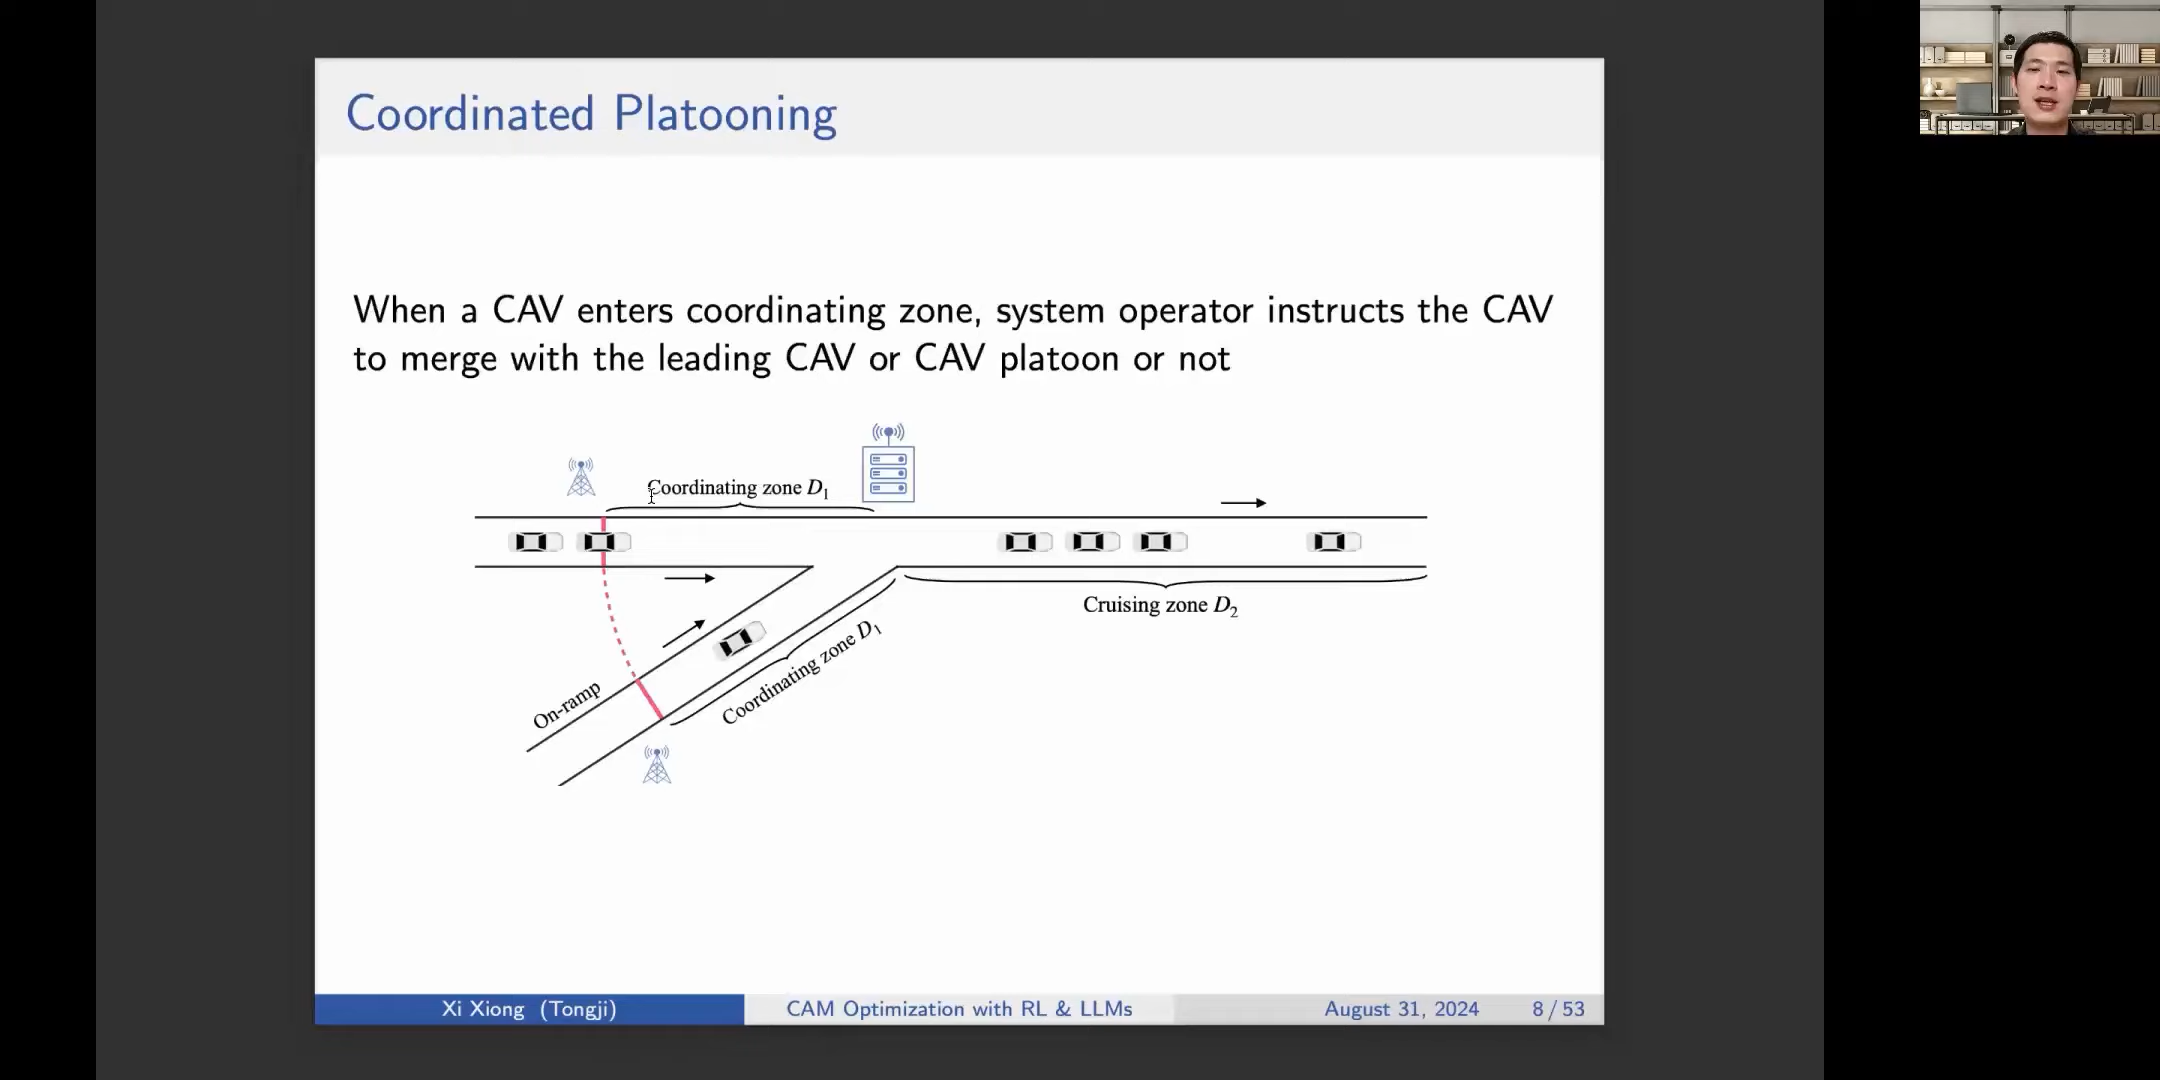 Coordinated Platooning
When a CAV enters coordinating zone, system operator instructs the CAV
to merge with the leading CAV or CAV platoon or not
Coordinating zone D1
Cruising zone D2
Coordinating zone D1
On-ramp
Xi Xiong (Tongji)
CAM Optimization with RL & LLMs
August 31, 2024
8 / 53